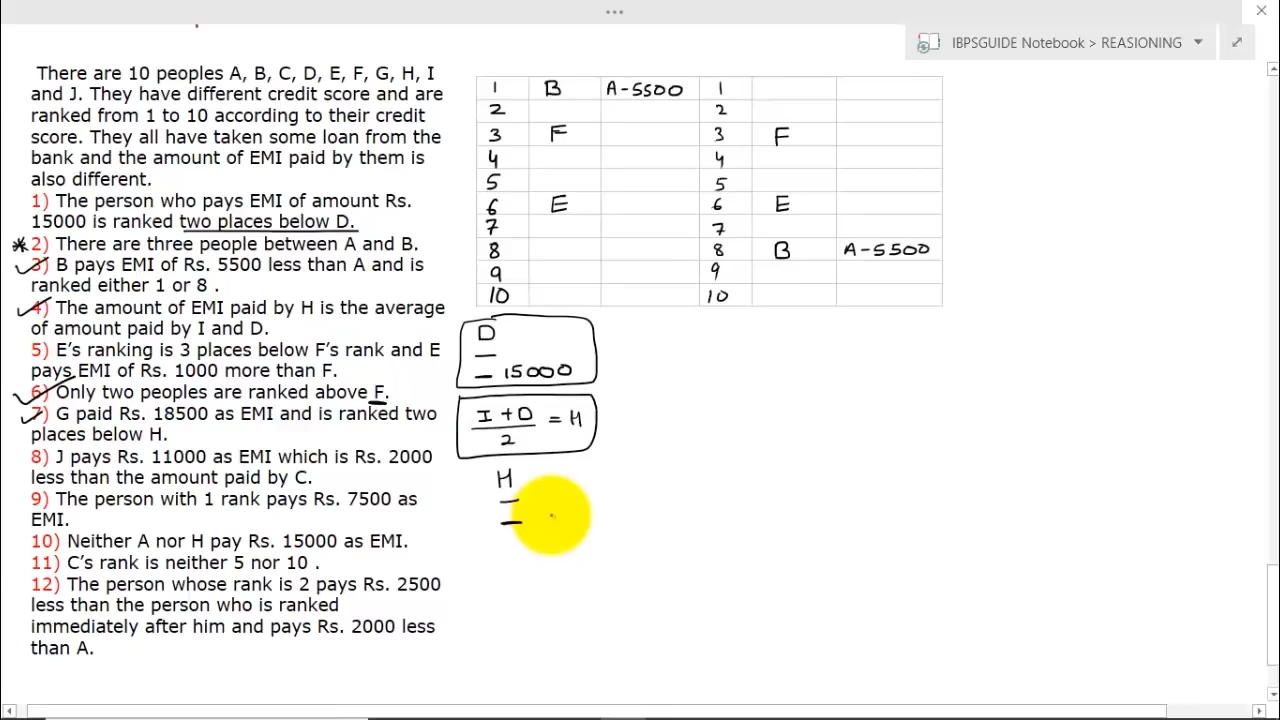 •••
IBPSGUIDE Notebook > REASONING
There are 10 peoples A, B, C, D, E, F, G, H, I
and J. They have different credit score and are
ranked from 1 to 10 according to their credit
score. They all have taken some loan from the
bank and the amount of EMI paid by them is
also different.
1) The person who pays EMI of amount Rs.
15000 is ranked two places below D.
2) There are three people between A and B.
3) B pays EMI of Rs. 5500 less than A and is
ranked either 1 or 8 .
4) The amount of EMI paid by H is the average
of amount paid by I and D.
5) E's ranking is 3 places below F's rank and E
pays EMI of Rs. 1000 more than F.
6) Only two peoples are ranked above F.
7) G paid Rs. 18500 as EMI and is ranked two
places below H.
8) J pays Rs. 11000 as EMI which is Rs. 2000
less than the amount paid by C.
9) The person with 1 rank pays Rs. 7500 as
EMI.
10) Neither A nor H pay Rs. 15000 as EMI.
11) C's rank is neither 5 nor 10 .
12) The person whose rank is 2 pays Rs. 2500
less than the person who is ranked
immediately after him and pays Rs. 2000 less
than A.
1 B A-5500 1
2 2
3 F 3 F
4 4
5 5
6 E 6 E
7 7
8 8 B A-5500
9 9
10 10
D
—
— 15000
I + D
2
= H
H
—
—